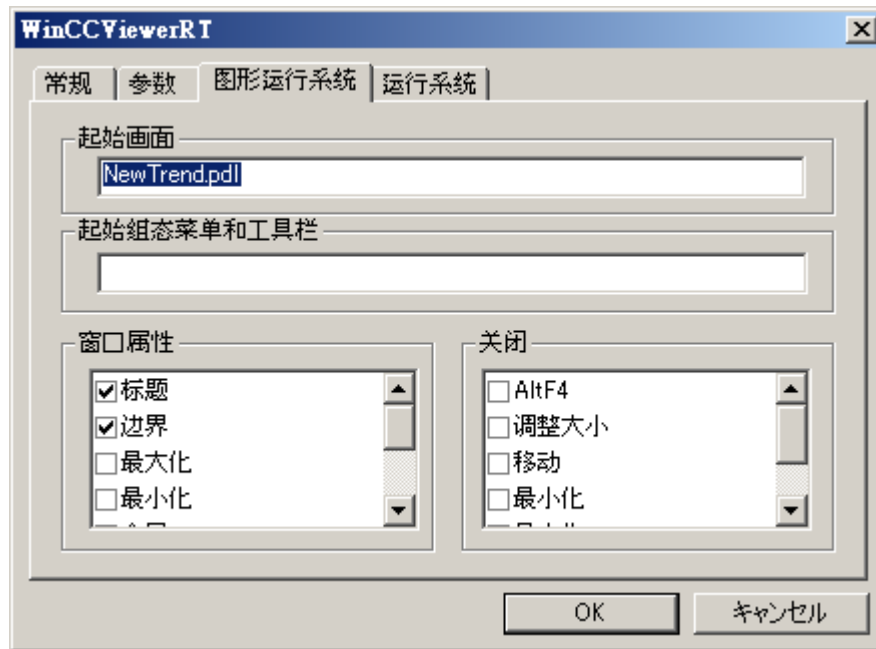 WinCCViewerRT
常规 参数 图形运行系统 运行系统
起始画面
NewTrend.pdl
起始组态菜单和工具栏
窗口属性
标题
边界
最大化
最小化
关闭
AltF4
调整大小
移动
最小化
OK キャンセル